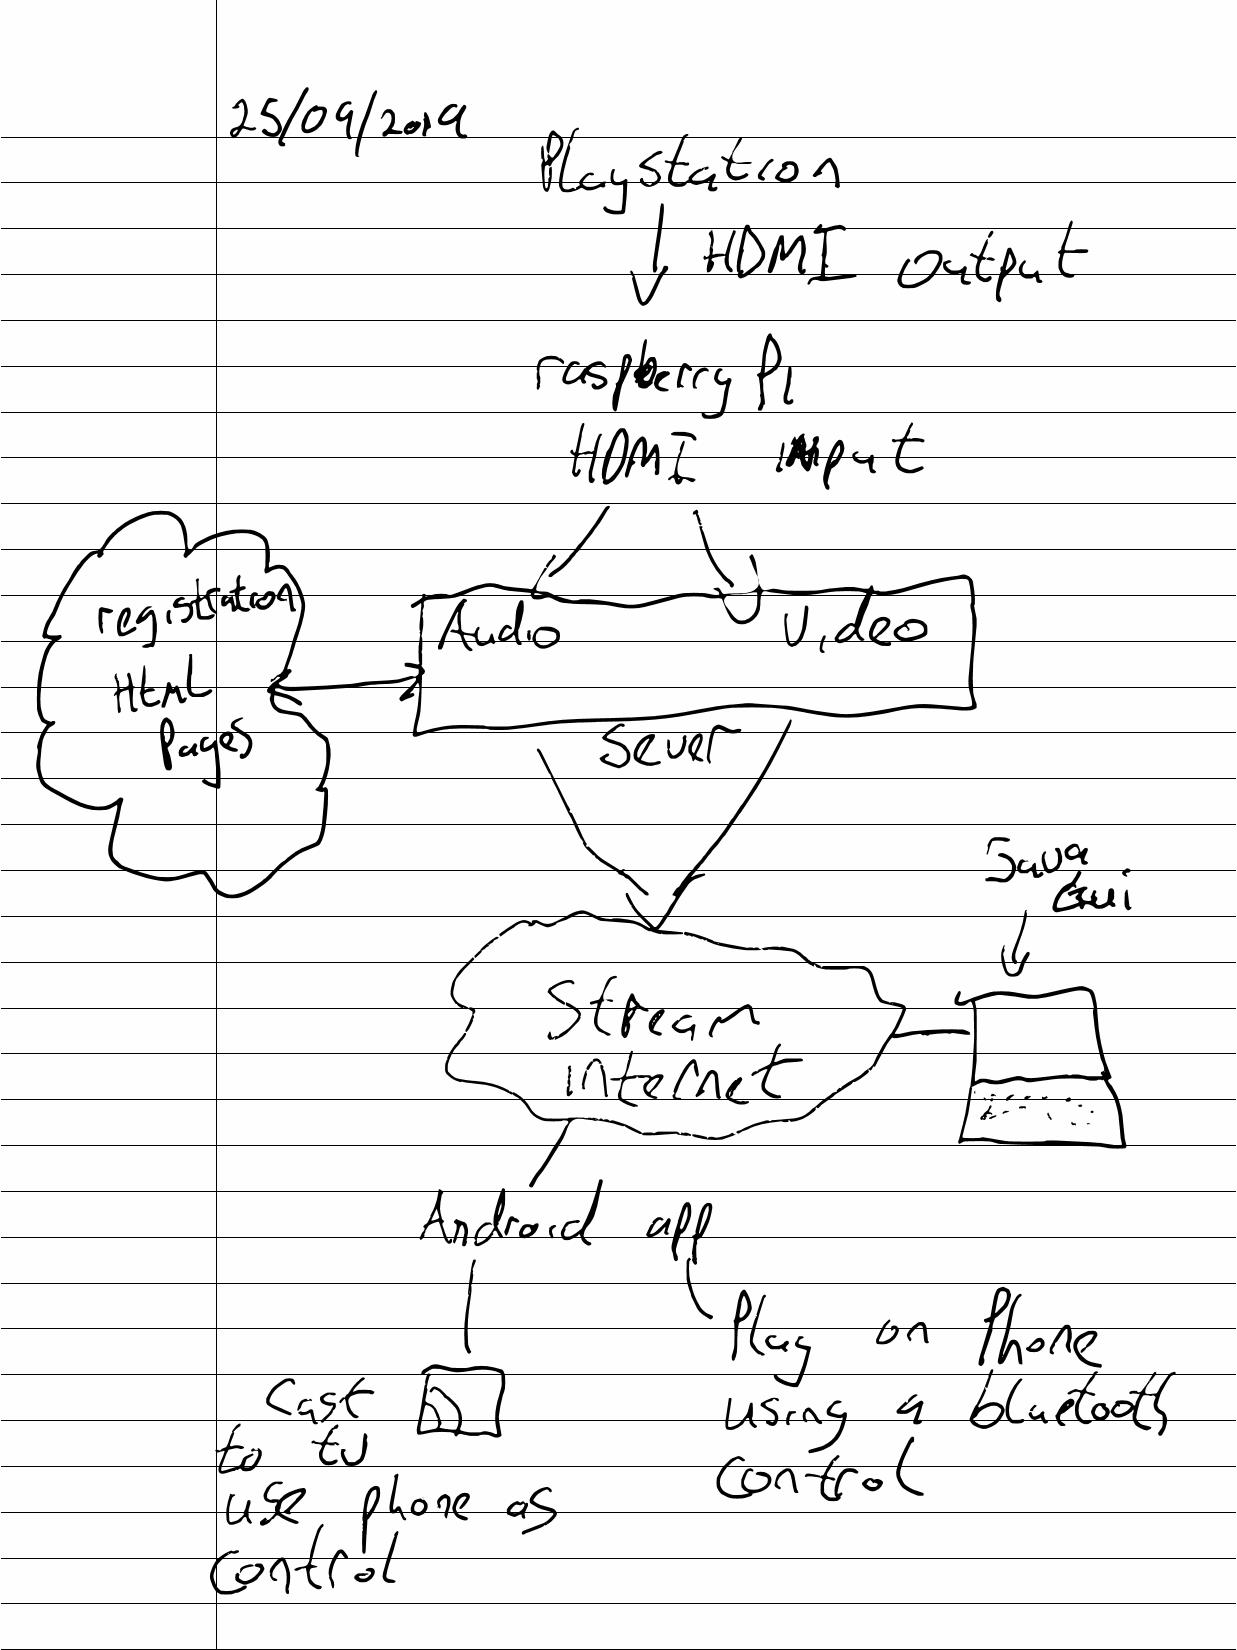 25/09/2019
Playstation
HDMI output
raspberry Pi
HDMI input
registration
Html
Pages
Audio
Video
Sever
Java
Gui
Stream
internet
Android app
Play on Phone
using a bluetooth
control
Cast
to tv
use phone as
control